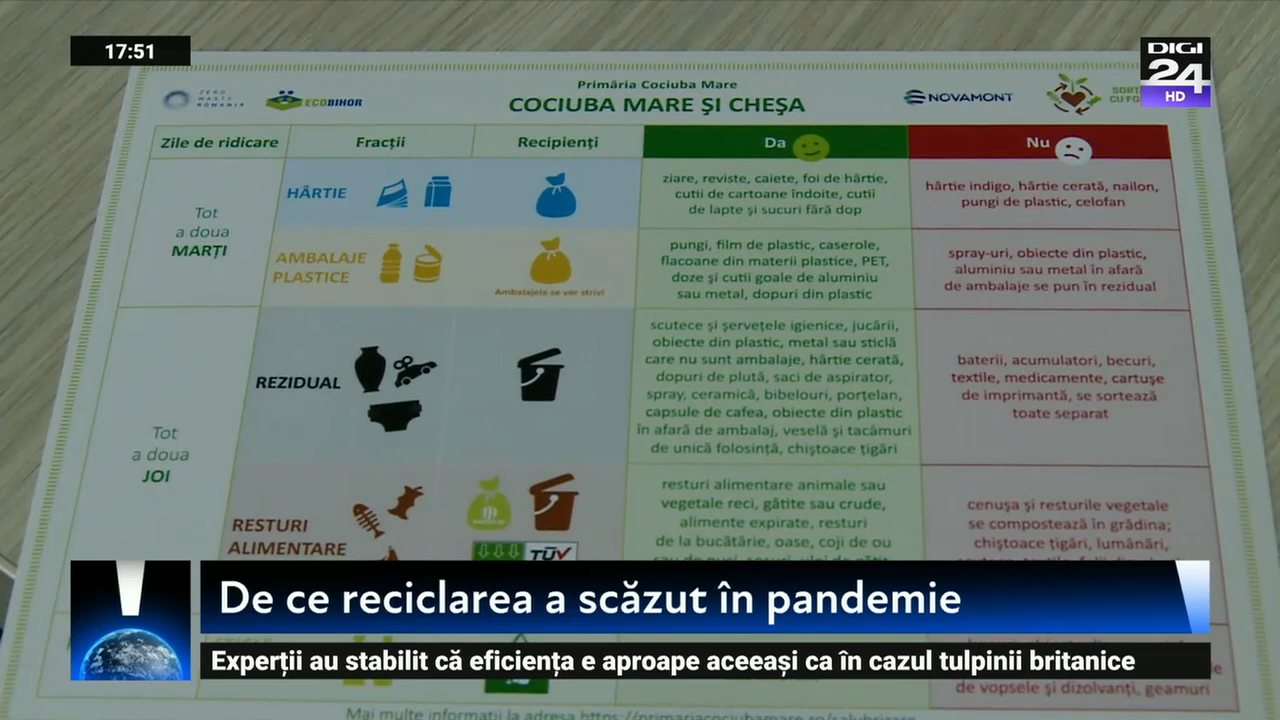 17:51
DIGI
24
HD
ZERO
WASTE
ROMANIA
ECOBIHOR
Primăria Cociuba Mare
COCIUBA MARE ȘI CHEȘA
NOVAMONT
Zile de ridicare
Fracții
Recipienți
Da
Nu
Tot
a doua
MARȚI
HÂRTIE
ziare, reviste, caiete, foi de hârtie,
cutii de cartoane îndoite, cutii
de lapte și sucuri fără dop
hârtie indigo, hârtie cerată, nailon,
pungi de plastic, celofan
AMBALAJE
PLASTICE
Ambalajele se vor strivi
pungi, film de plastic, caserole,
flacoane din materii plastice, PET,
doze și cutii goale de aluminiu
sau metal, dopuri din plastic
spray-uri, obiecte din plastic,
aluminiu sau metal în afară
de ambalaje se pun în rezidual
Tot
a doua
JOI
REZIDUAL
scutece și șervețele igienice, jucării,
obiecte din plastic, metal sau sticlă
care nu sunt ambalaje, hârtie cerată,
dopuri de plută, saci de aspirator,
spray, ceramică, bibelouri, porțelan,
capsule de cafea, obiecte din plastic
în afară de ambalaj, veselă și tacâmuri
de unică folosință, chiștoace țigări
baterii, acumulatori, becuri,
textile, medicamente, cartușe
de imprimantă, se sortează
toate separat
RESTURI
ALIMENTARE
TÜV
resturi alimentare animale sau
vegetale reci, gătite sau crude,
alimente expirate, resturi
de la bucătărie, oase, coji de ou
cenușa și resturile vegetale
se compostează în grădina;
chiștoace țigări, lumânări,
De ce reciclarea a scăzut în pandemie
Experții au stabilit că eficiența e aproape aceeași ca în cazul tulpinii britanice
de vopsele și dizolvanți, geamuri
Mai multe informații la adresa